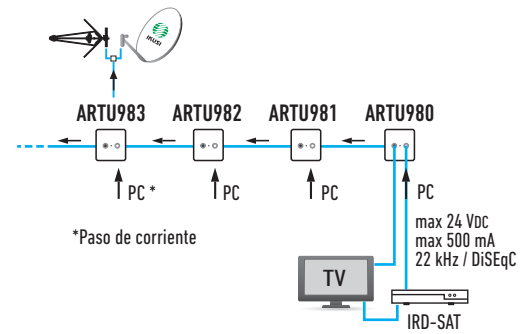 IKUSI
ARTU983 ARTU982 ARTU981 ARTU980
PC * PC PC PC
*Paso de corriente
max 24 VDC
max 500 mA
22 kHz / DiSEqC
TV
IRD-SAT